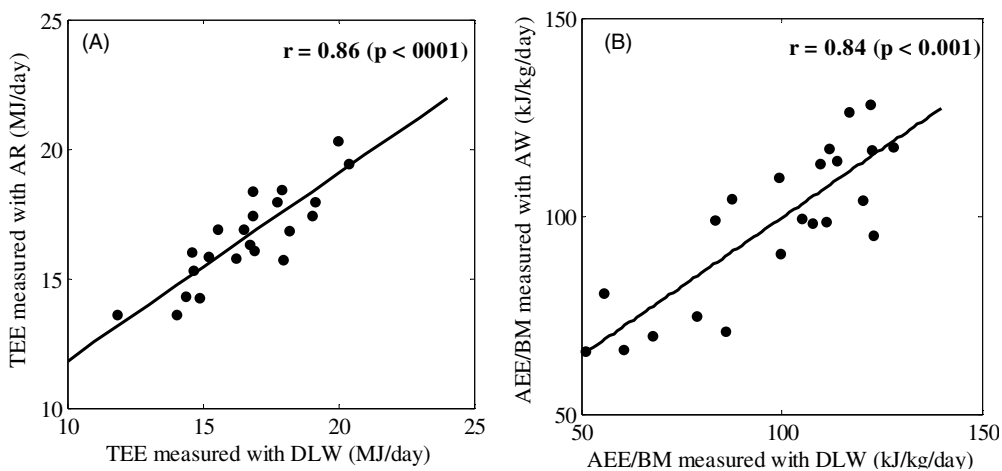 (A)
r = 0.86 (p < 0001)
TEE measured with AR (MJ/day)
25
20
15
10
10
15
20
25
TEE measured with DLW (MJ/day)
(B)
r = 0.84 (p < 0.001)
AEE/BM measured with AW (kJ/kg/day)
150
100
50
50
100
150
AEE/BM measured with DLW (kJ/kg/day)